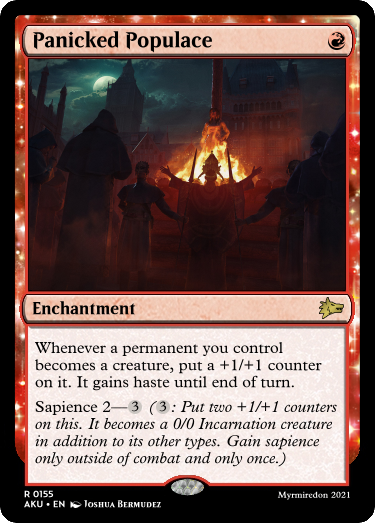 Panicked Populace
Enchantment
Whenever a permanent you control
becomes a creature, put a +1/+1 counter
on it. It gains haste until end of turn.
Sapience 2—3 (3: Put two +1/+1 counters
on this. It becomes a 0/0 Incarnation creature
in addition to its other types. Gain sapience
only outside of combat and only once.)
R 0155
AKU • EN Joshua Bermudez
Myrmiredon 2021